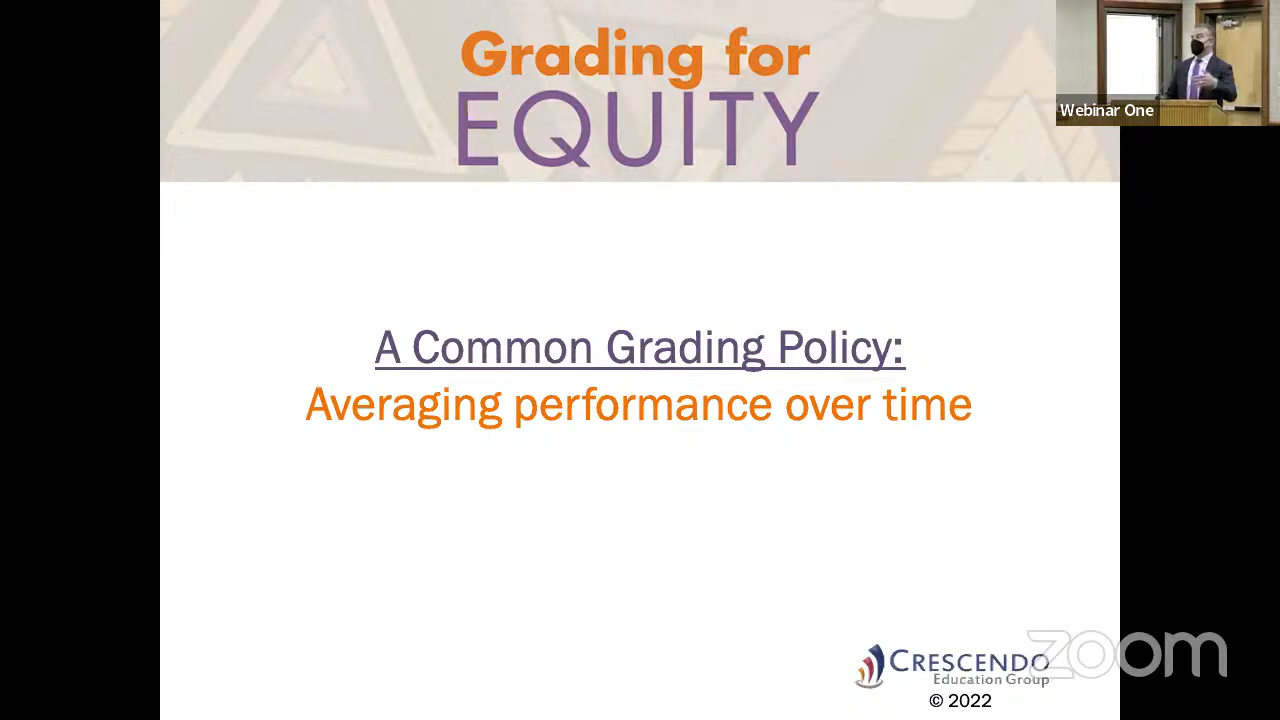 Grading for
EQUITY
Webinar One
A Common Grading Policy:
Averaging performance over time
CRESCENDO
Education Group
© 2022
zoom